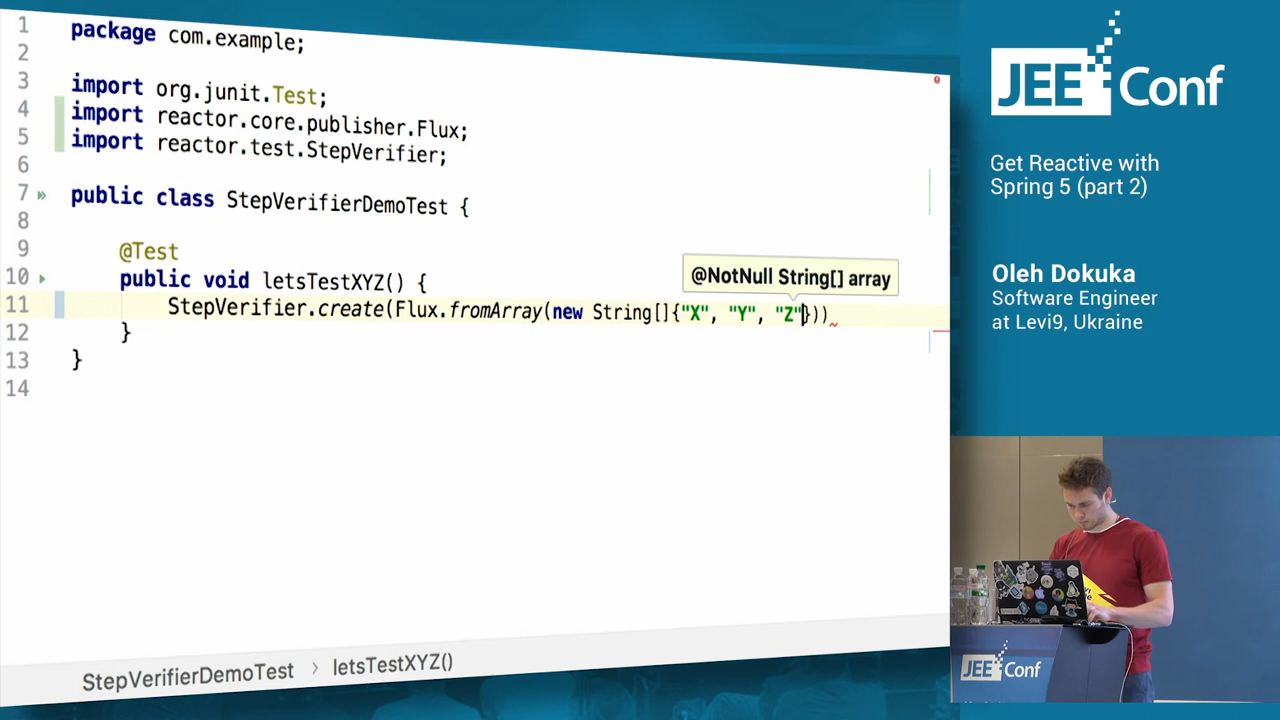 1 package com.example;
2
3 import org.junit.Test;
4 import reactor.core.publisher.Flux;
5 import reactor.test.StepVerifier;
6
7 public class StepVerifierDemoTest {
8
9 @Test
10 public void letsTestXYZ() {
@NotNull String[] array
11 StepVerifier.create(Flux.fromArray(new String[]{"X", "Y", "Z"}))
12 }
13 }
14
StepVerifierDemoTest > letsTestXYZ()
JEE Conf
Get Reactive with
Spring 5 (part 2)
Oleh Dokuka
Software Engineer
at Levi9, Ukraine
JEE Conf